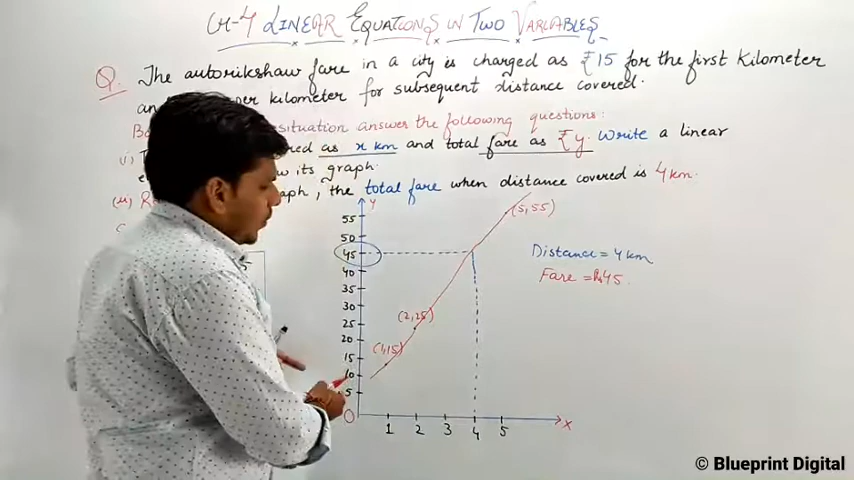 CH-4 LINEAR EQUATIONS IN TWO VARIABLES
Q. The autorikshaw fare in a city is charged as ₹15 for the first Kilometer
an per kilometer for subsequent distance covered.
situation answer the following questions:
i) as x km and total fare as ₹ y. Write a linear
its graph.
(ii) graph, the total fare when distance covered is 4 km.
Y
55 (5, 55)
50
45
40
35
30
25 (2, 25)
20
15 (1, 15)
10
5
O 1 2 3 4 5 X
Distance = 4 km
Fare = Rs 45.
© Blueprint Digital